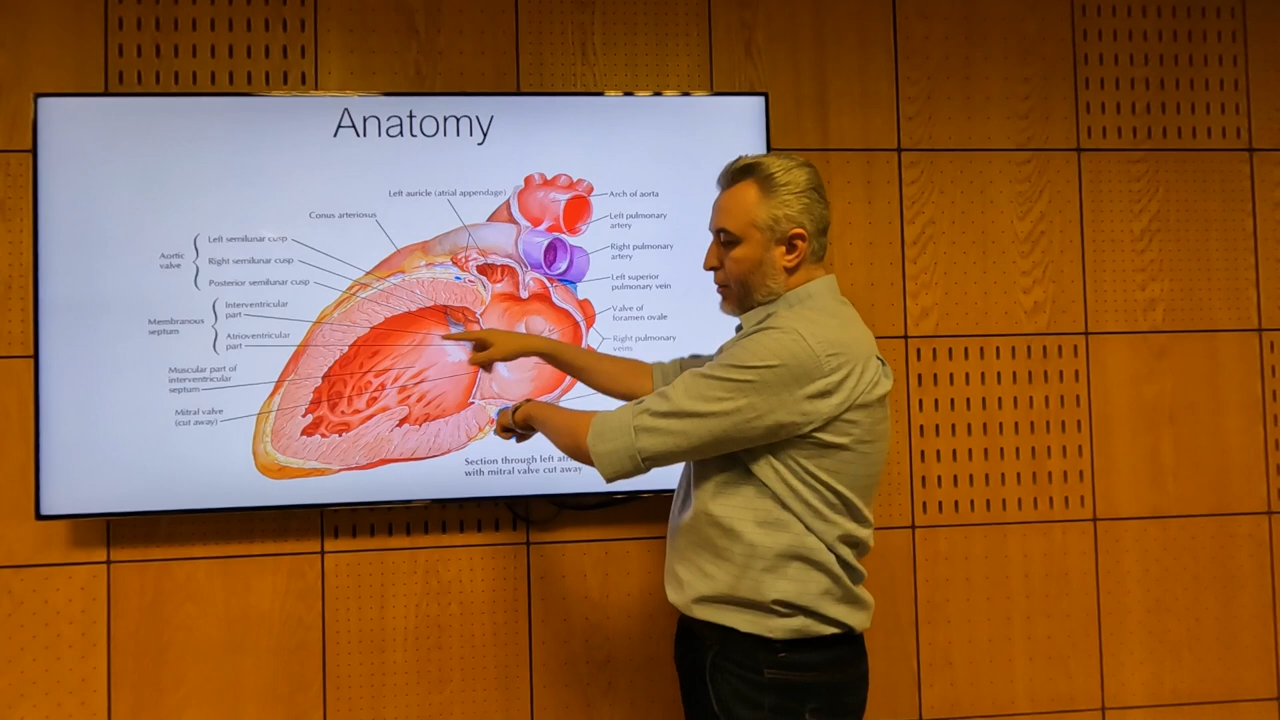 Anatomy
Left auricle (atrial appendage)
Arch of aorta
Conus arteriosus
Left pulmonary
artery
Left semilunar cusp
Aortic
valve
Right semilunar cusp
Right pulmonary
artery
Posterior semilunar cusp
Left superior
pulmonary vein
Interventricular
part
Membranous
septum
Valve of
foramen ovale
Atrioventricular
part
Right pulmonary
veins
Muscular part of
interventricular
septum
Mitral valve
(cut away)
Section through left
with mitral valve cut away